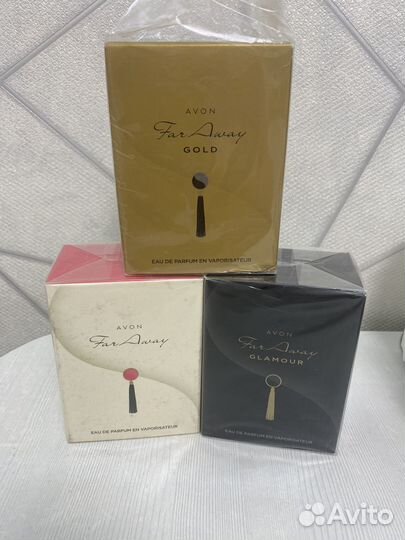 AVON
Far Away
GOLD
EAU DE PARFUM EN VAPORISATEUR
AVON
Far Away
EAU DE PARFUM EN VAPORISATEUR
AVON
Far Away
GLAMOUR
EAU DE PARFUM EN VAPORISATEUR
Avito